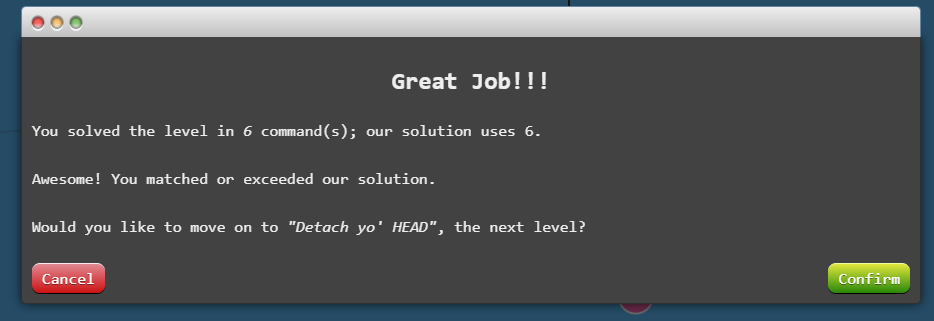 Great Job!!!
You solved the level in 6 command(s); our solution uses 6.
Awesome! You matched or exceeded our solution.
Would you like to move on to "Detach yo' HEAD", the next level?
Cancel
Confirm